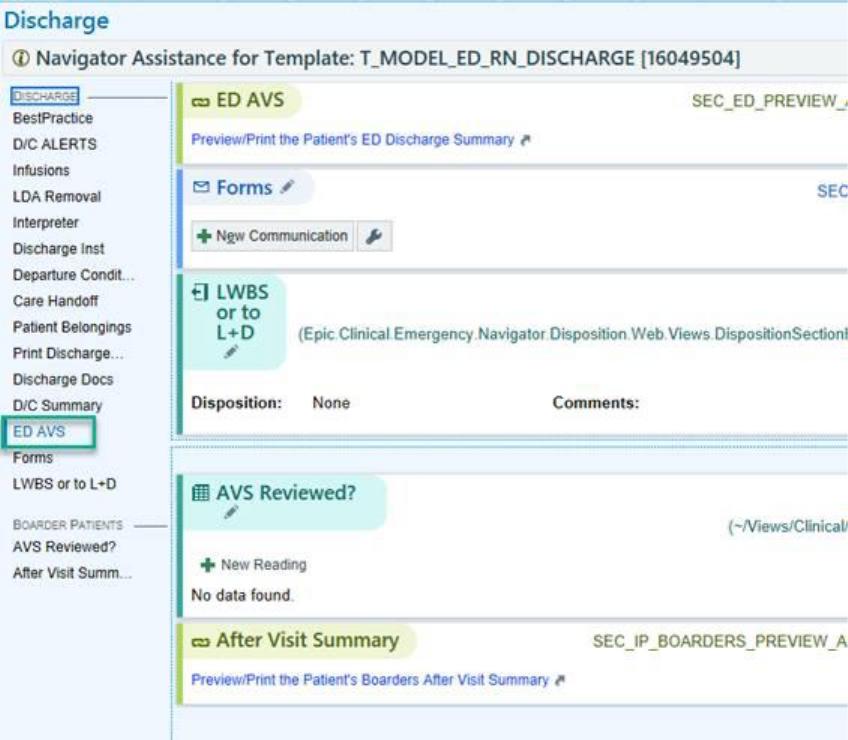 Discharge
Navigator Assistance for Template: T_MODEL_ED_RN_DISCHARGE [16049504]
DISCHARGE
BestPractice
D/C ALERTS
Infusions
LDA Removal
Interpreter
Discharge Inst
Departure Condit...
Care Handoff
Patient Belongings
Print Discharge...
Discharge Docs
D/C Summary
ED AVS
Forms
LWBS or to L+D
BOARDER PATIENTS
AVS Reviewed?
After Visit Summ...
ED AVS
SEC_ED_PREVIEW_A
Preview/Print the Patient's ED Discharge Summary
Forms
SEC
New Communication
LWBS
or to
L+D
(Epic.Clinical.Emergency.Navigator.Disposition.Web.Views.DispositionSection
Disposition: None Comments:
AVS Reviewed?
(~/Views/Clinical/
New Reading
No data found.
After Visit Summary
SEC_IP_BOARDERS_PREVIEW_A
Preview/Print the Patient's Boarders After Visit Summary